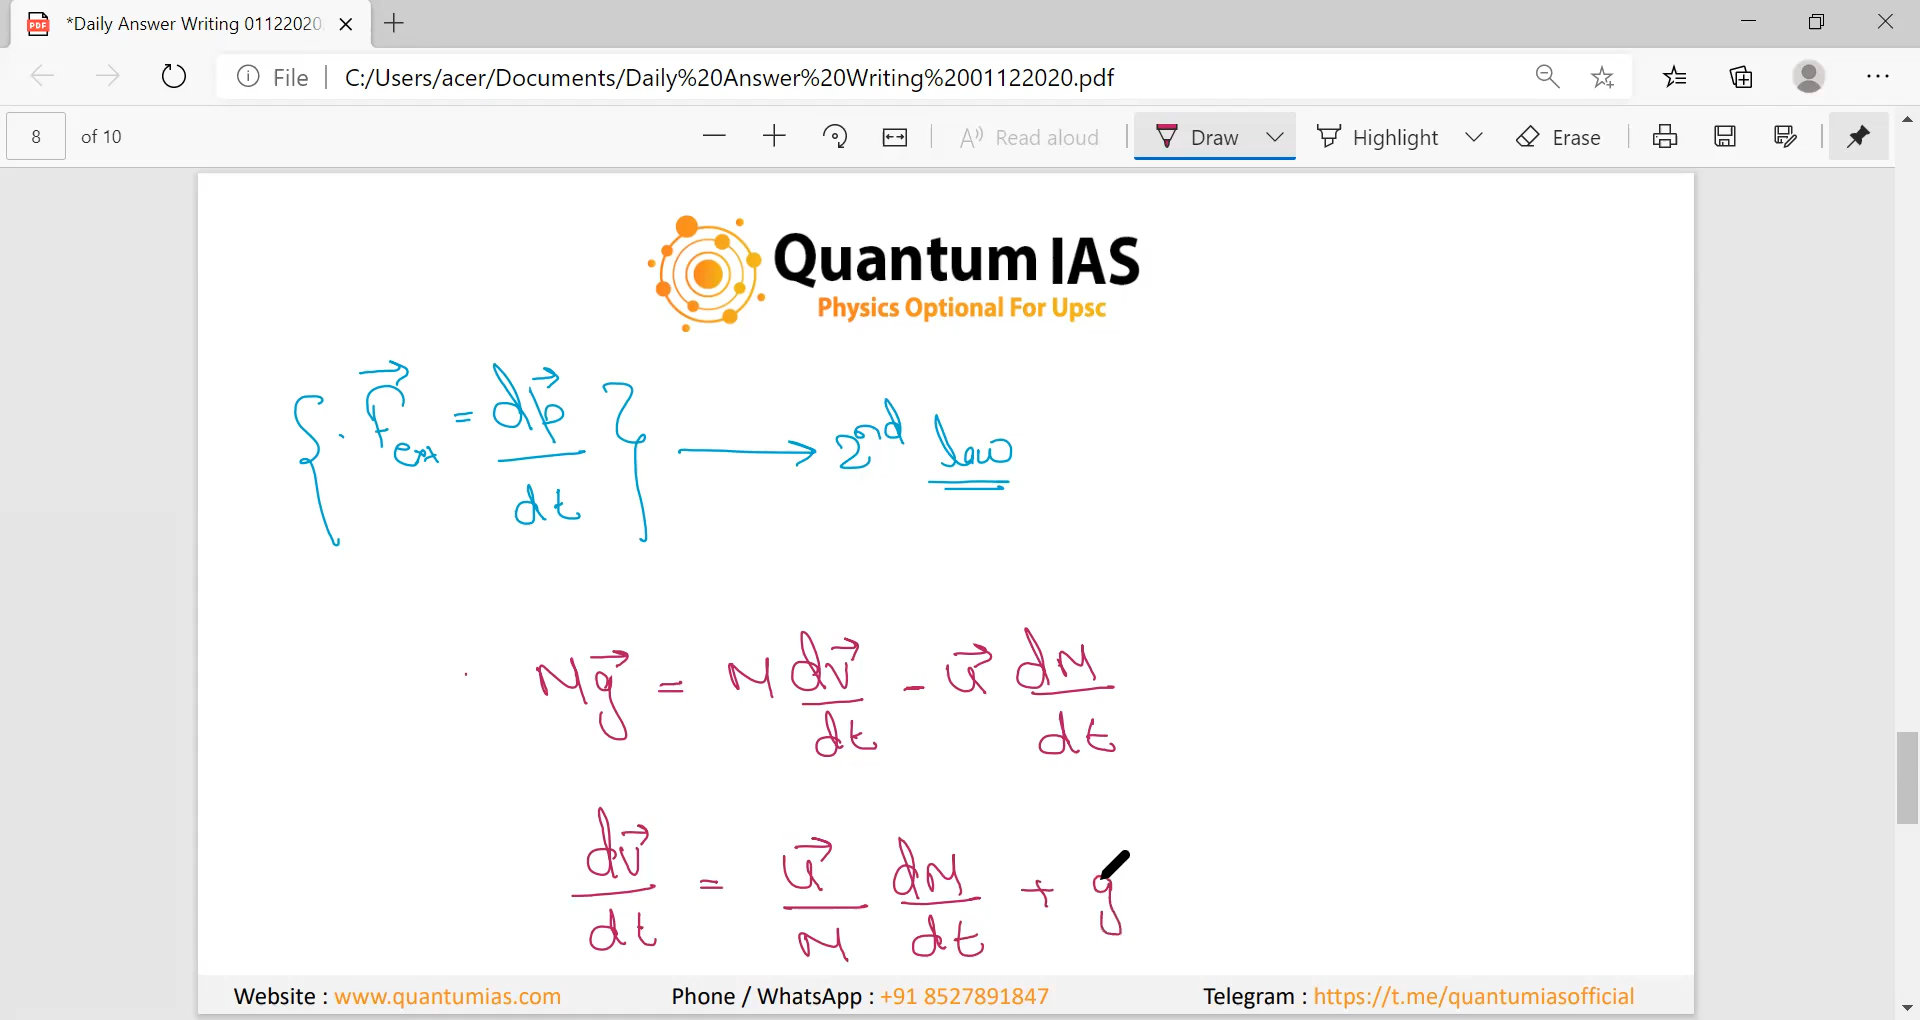 *Daily Answer Writing 01122020
File
C:/Users/acer/Documents/Daily%20Answer%20Writing%2001122020.pdf
8 of 10
Read aloud
Draw
Highlight
Erase
Quantum IAS
Physics Optional For Upsc
{ . F⃗ex = dp⃗/dt } ⟶ 2nd law
Mg⃗ = M dv⃗/dt - u⃗ dM/dt
dv⃗/dt = u⃗/M dM/dt + g
Website : www.quantumias.com
Phone / WhatsApp : +91 8527891847
Telegram : https://t.me/quantumiasofficial